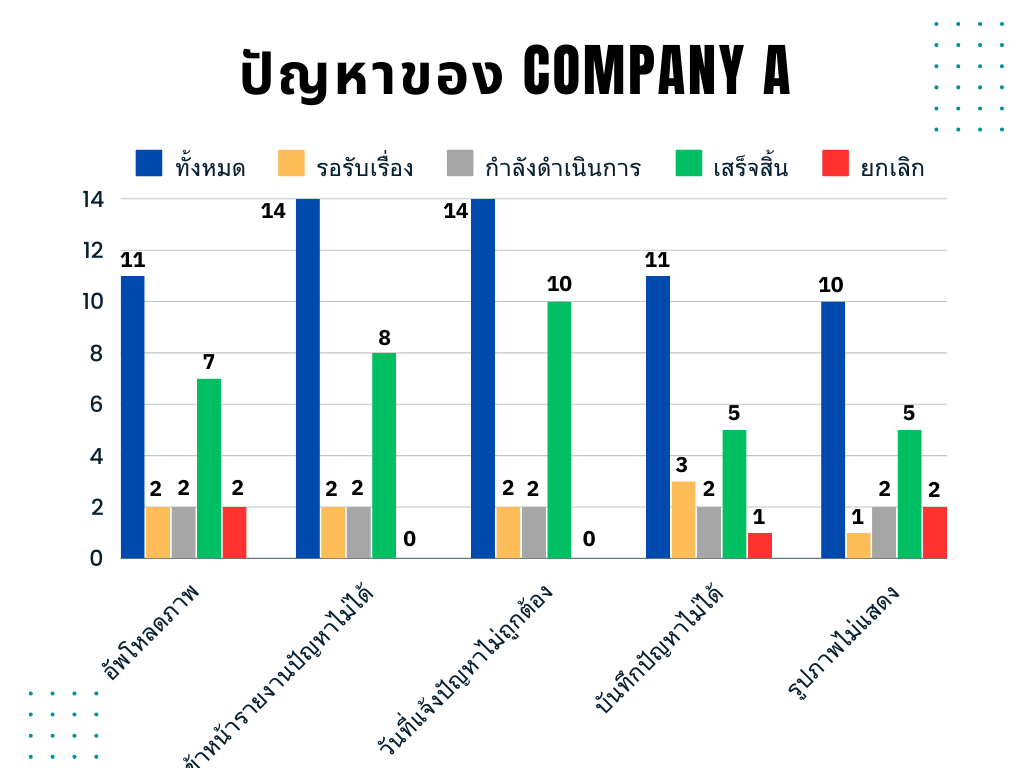 ปัญหาของ COMPANY A
ทั้งหมด รอรับเรื่อง กำลังดำเนินการ เสร็จสิ้น ยกเลิก
14
12
10
8
6
4
2
0
11 2 2 7 2
14 2 2 8 0
14 2 2 10 0
11 3 2 5 1
10 1 2 5 2
อัพโหลดภาพ
ข้าหน้ารายงานปัญหาไม่ได้
วันที่แจ้งปัญหาไม่ถูกต้อง
บันทึกปัญหาไม่ได้
รูปภาพไม่แสดง